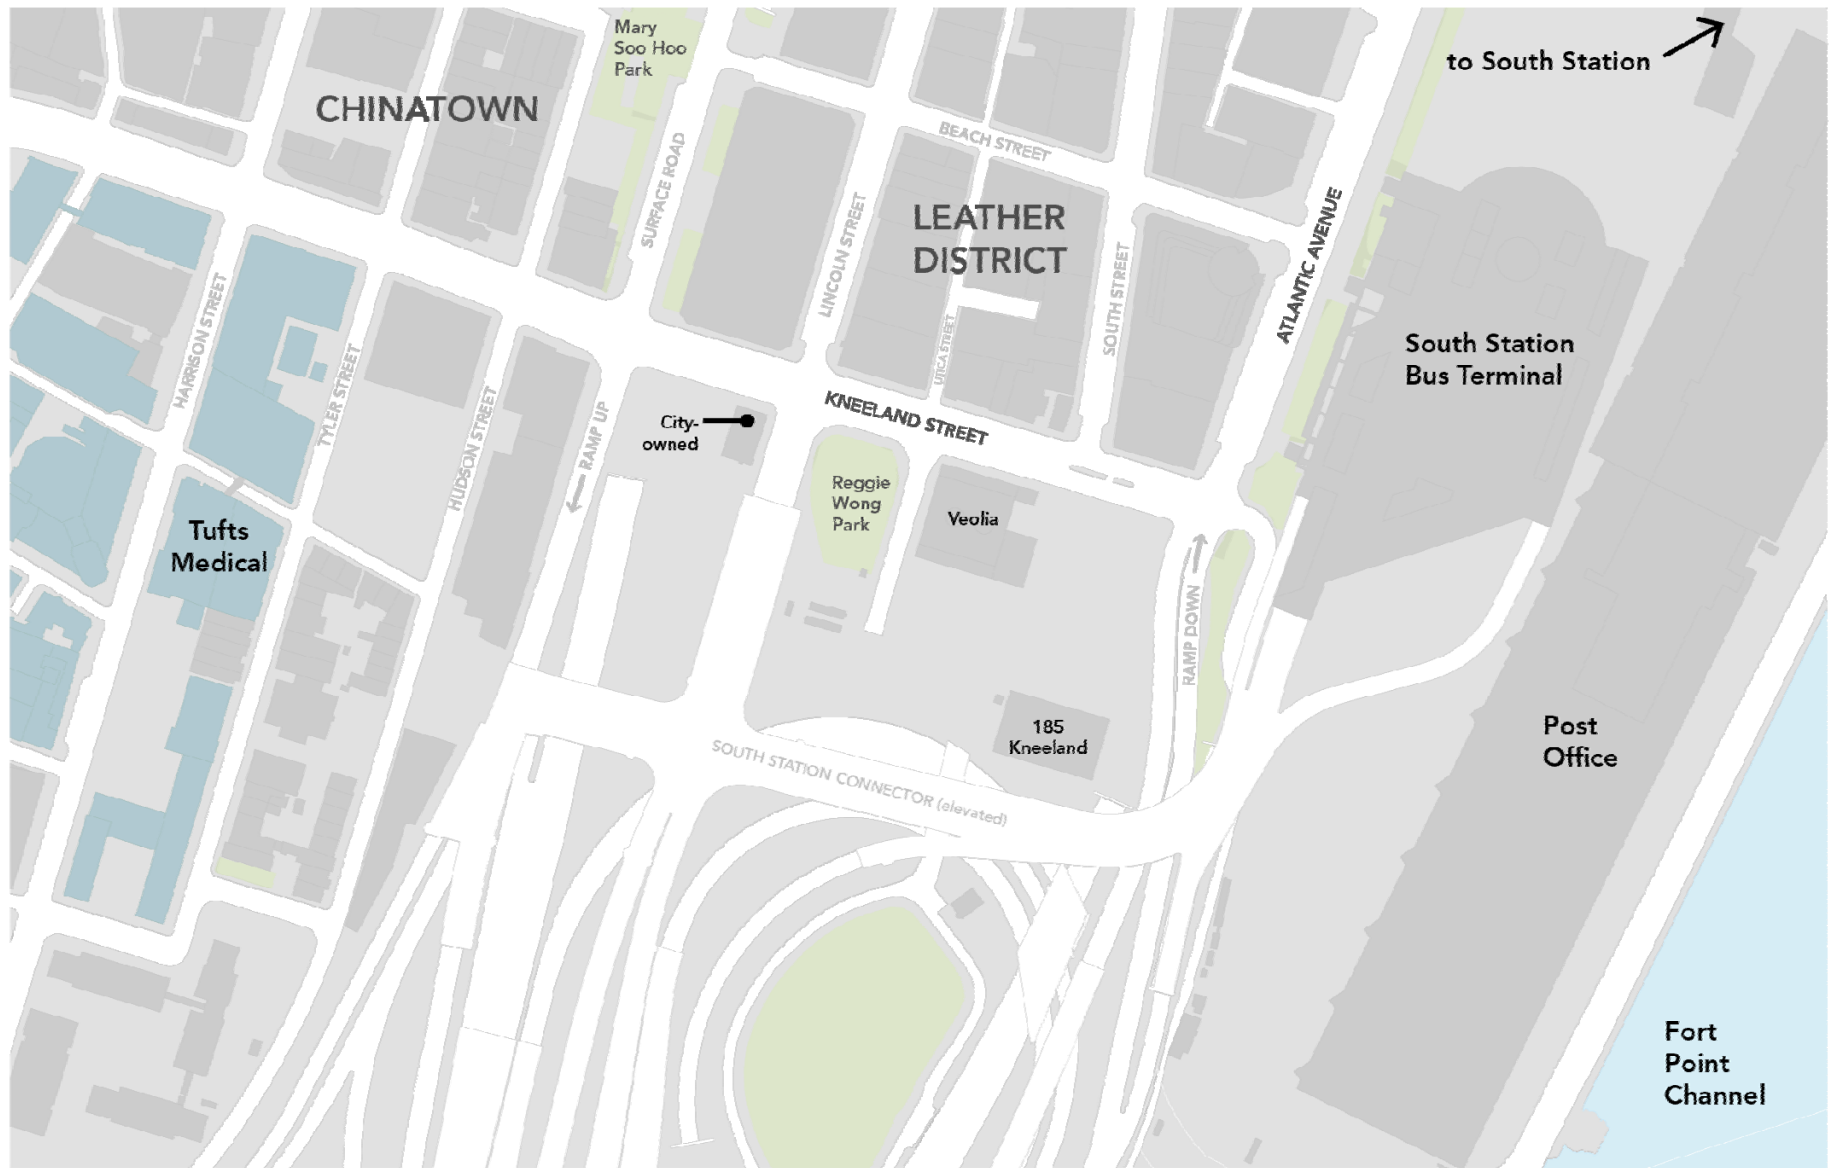 Mary
Soo Hoo
Park
to South Station
CHINATOWN
BEACH STREET
SURFACE ROAD
LEATHER
DISTRICT
LINCOLN STREET
ATLANTIC AVENUE
SOUTH STREET
HARRISON STREET
UTICA STREET
South Station
Bus Terminal
TYLER STREET
HUDSON STREET
RAMP UP
City-
owned
KNEELAND STREET
Reggie
Wong
Park
Veolia
Tufts
Medical
RAMP DOWN
185
Kneeland
Post
Office
SOUTH STATION CONNECTOR (elevated)
Fort
Point
Channel